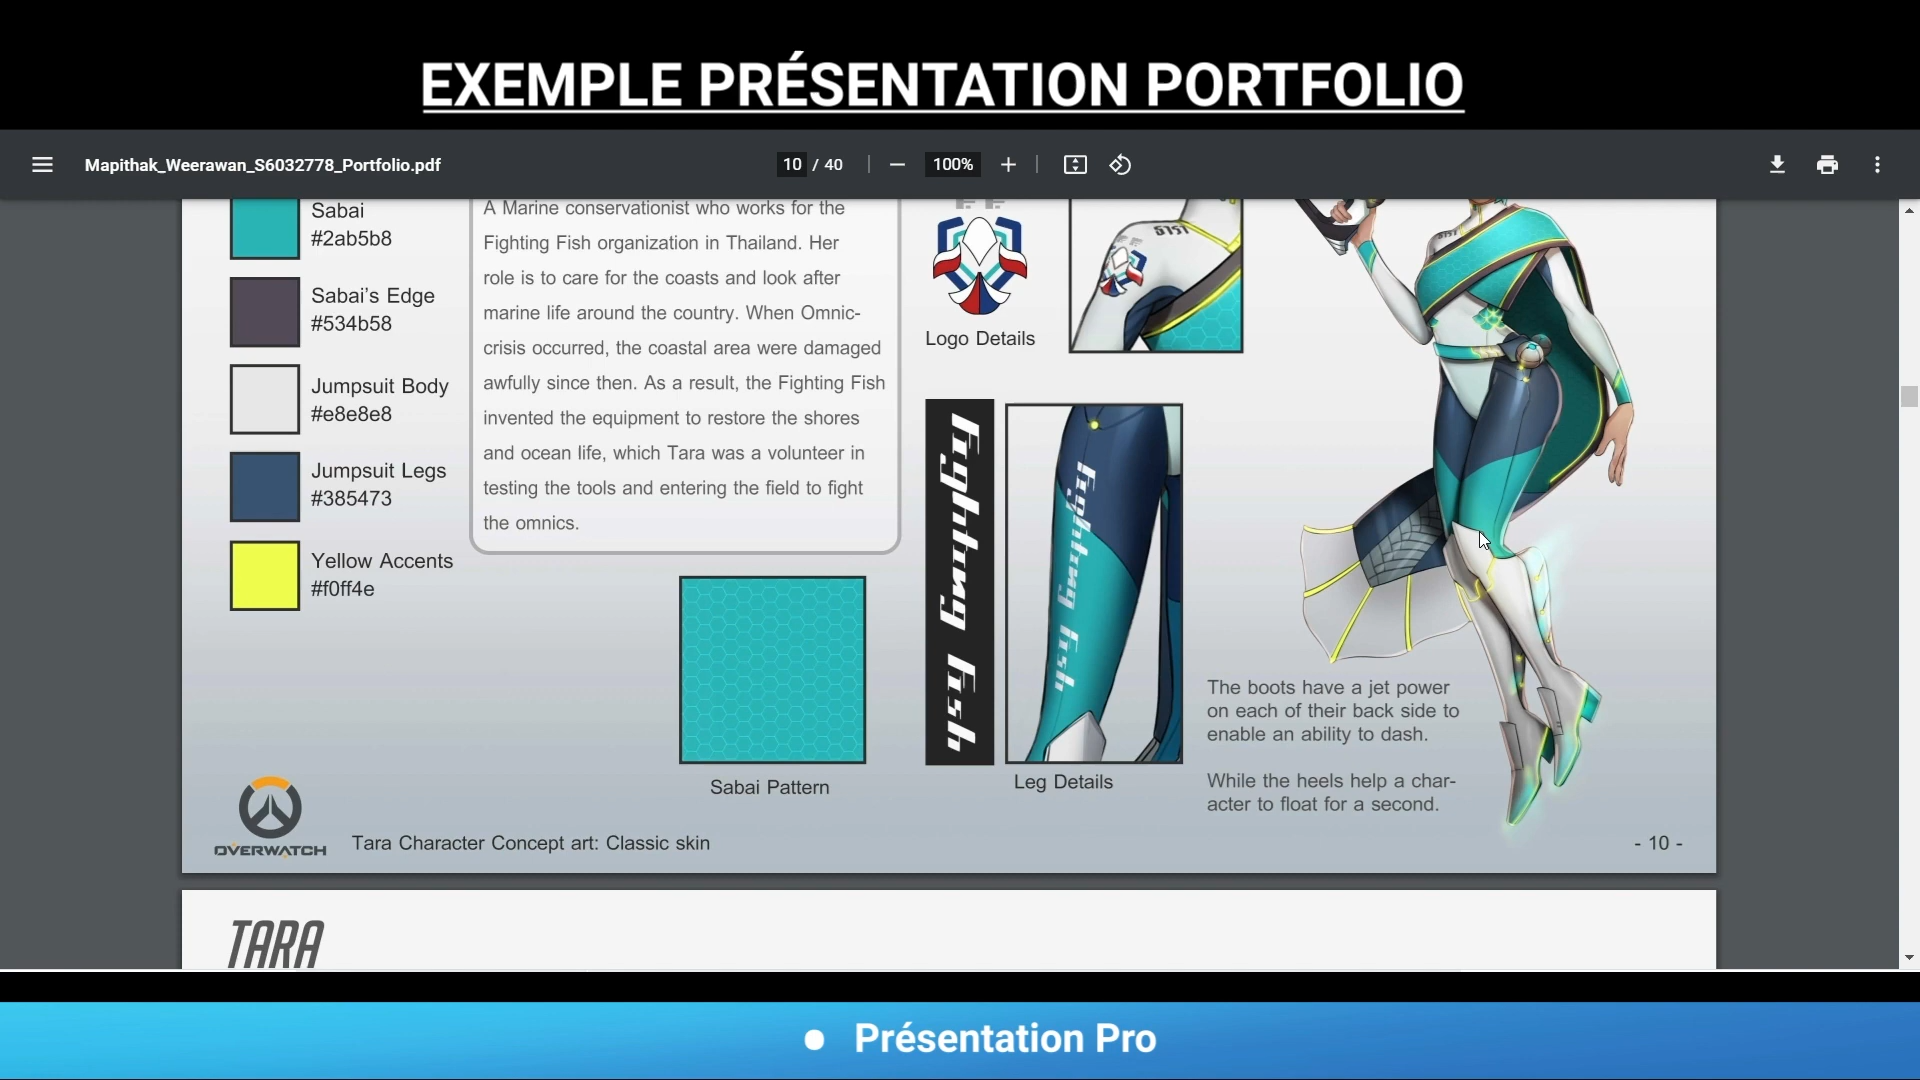 EXEMPLE PRÉSENTATION PORTFOLIO
Mapithak_Weerawan_S6032778_Portfolio.pdf
10 / 40
100%
Sabai
#2ab5b8
Sabai’s Edge
#534b58
Jumpsuit Body
#e8e8e8
Jumpsuit Legs
#385473
Yellow Accents
#f0ff4e
A Marine conservationist who works for the
Fighting Fish organization in Thailand. Her
role is to care for the coasts and look after
marine life around the country. When Omnic-
crisis occurred, the coastal area were damaged
awfully since then. As a result, the Fighting Fish
invented the equipment to restore the shores
and ocean life, which Tara was a volunteer in
testing the tools and entering the field to fight
the omnics.
Sabai Pattern
Logo Details
fighting fish
fighting fish
Leg Details
The boots have a jet power
on each of their back side to
enable an ability to dash.
While the heels help a char-
acter to float for a second.
OVERWATCH
Tara Character Concept art: Classic skin
- 10 -
TARA
• Présentation Pro